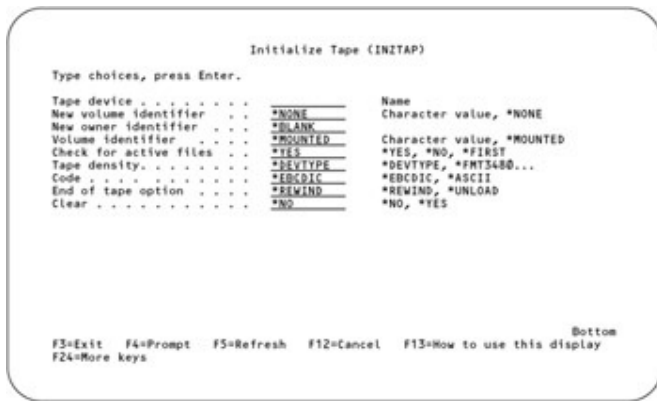 Initialize Tape (INZTAP)
Type choices, press Enter.
Tape device . . . . . . . . Name
New volume identifier . . *NONE Character value, *NONE
New owner identifier . . . *BLANK
Volume identifier . . . . *MOUNTED Character value, *MOUNTED
Check for active files . . *YES *YES, *NO, *FIRST
Tape density. . . . . . . . *DEVTYPE *DEVTYPE, *FMT3480...
Code . . . . . . . . . . . *EBCDIC *EBCDIC, *ASCII
End of tape option . . . . *REWIND *REWIND, *UNLOAD
Clear . . . . . . . . . . . *NO *NO, *YES
Bottom
F3=Exit F4=Prompt F5=Refresh F12=Cancel F13=How to use this display
F24=More keys